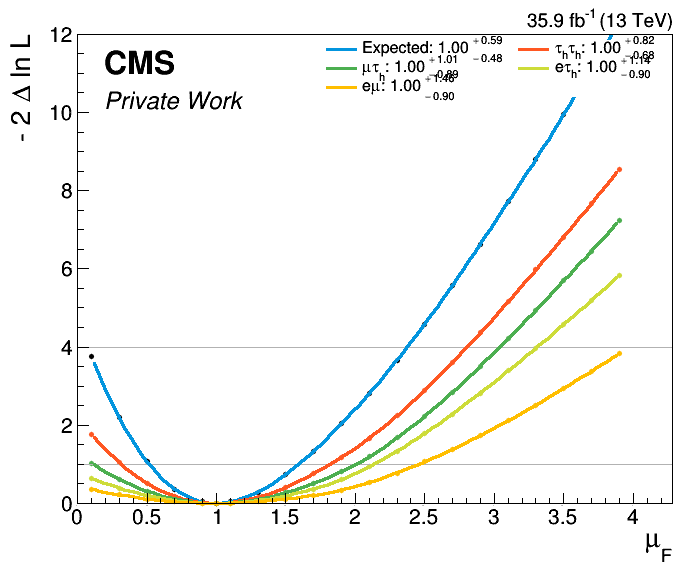 35.9 fb⁻¹ (13 TeV)
CMS
Private Work
Expected: 1.00 +0.59 −0.48
τₕτₕ: 1.00 +0.82 −0.68
μτₕ: 1.00 +1.01 −0.89
eτₕ: 1.00 +1.14 −0.90
eμ: 1.00 +1.46 −0.90
- 2 Δ ln L
12
10
8
6
4
2
0
0 0.5 1 1.5 2 2.5 3 3.5 4
μ_F